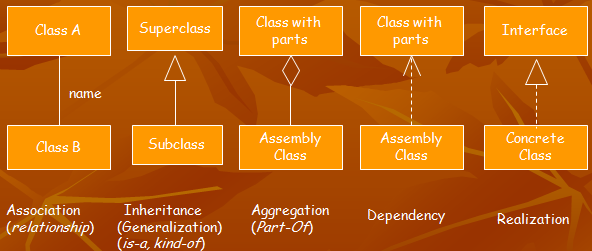 Class A
Superclass
Class with
parts
Class with
parts
Interface
name
Class B
Subclass
Assembly
Class
Assembly
Class
Concrete
Class
Association
(relationship)
Inheritance
(Generalization)
(is-a, kind-of)
Aggregation
(Part-Of)
Dependency
Realization